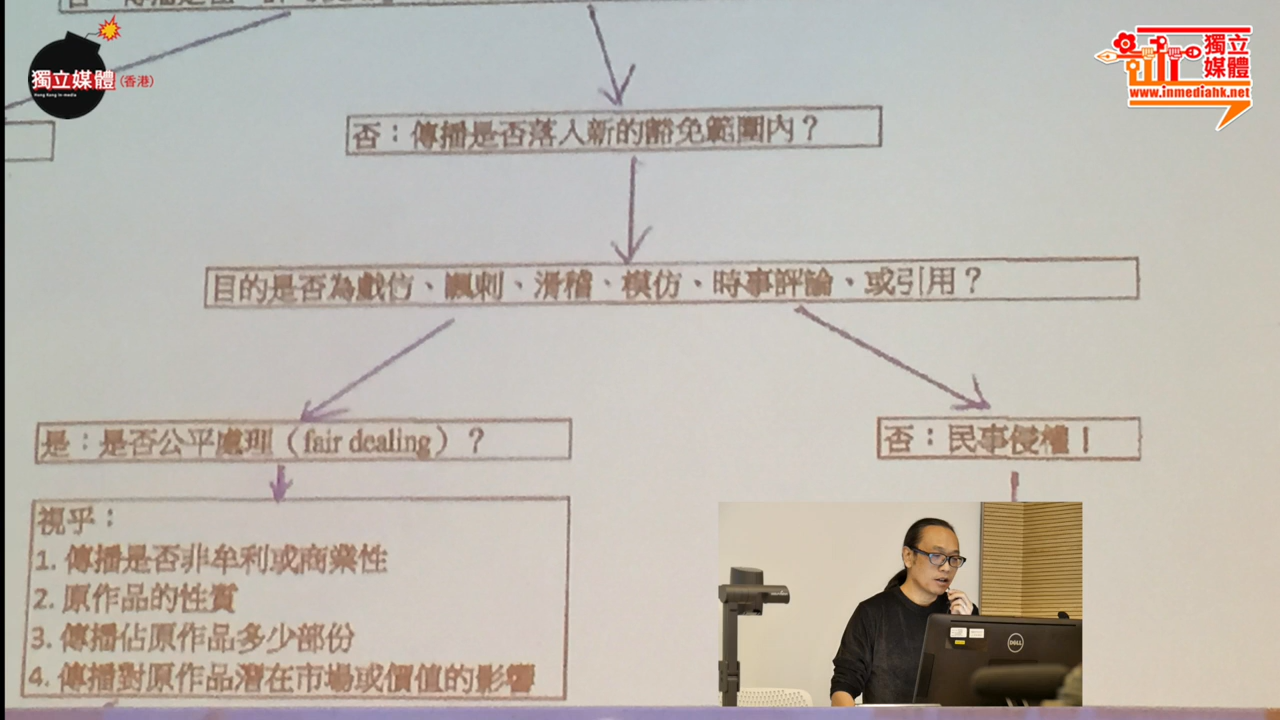 獨立媒體(香港)
Hong Kong In-media
獨立
媒體
www.inmediahk.net
否：傳播是否落入新的豁免範圍內？
目的是否為戲仿、諷刺、滑稽、模仿、時事評論、或引用？
是：是否公平處理（fair dealing）？
否：民事侵權！
視乎：
1. 傳播是否非牟利或商業性
2. 原作品的性質
3. 傳播佔原作品多少部份
4. 傳播對原作品潛在市場或價值的影響
DELL